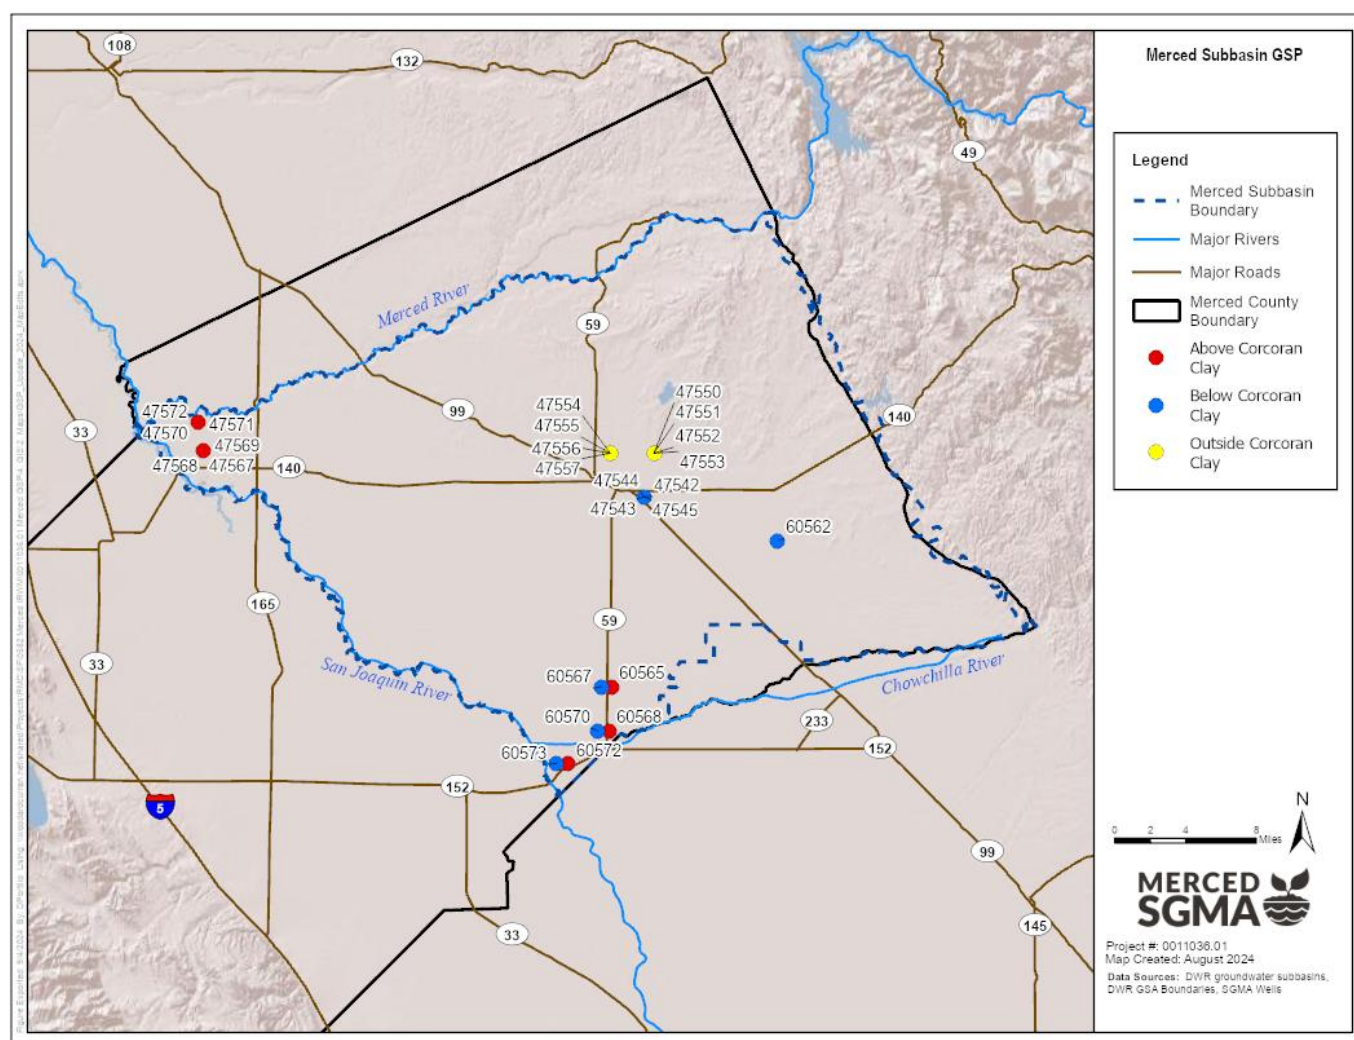 Merced Subbasin GSP
Legend
Merced Subbasin
Boundary
Major Rivers
Major Roads
Merced County
Boundary
Above Corcoran
Clay
Below Corcoran
Clay
Outside Corcoran
Clay
108
132
49
Merced River
59
99
140
33
47572
47571
47570
47569
47568
47567
140
47554
47555
47556
47557
47550
47551
47552
47553
47544
47542
47543
47545
60562
165
59
33
San Joaquin River
60567
60565
60570
60568
60573
60572
Chowchilla River
233
152
152
5
99
33
145
N
0 2 4 8
Miles
MERCED
SGMA
Project #: 0011036.01
Map Created: August 2024
Data Sources: DWR groundwater subbasins,
DWR GSA Boundaries, SGMA Wells